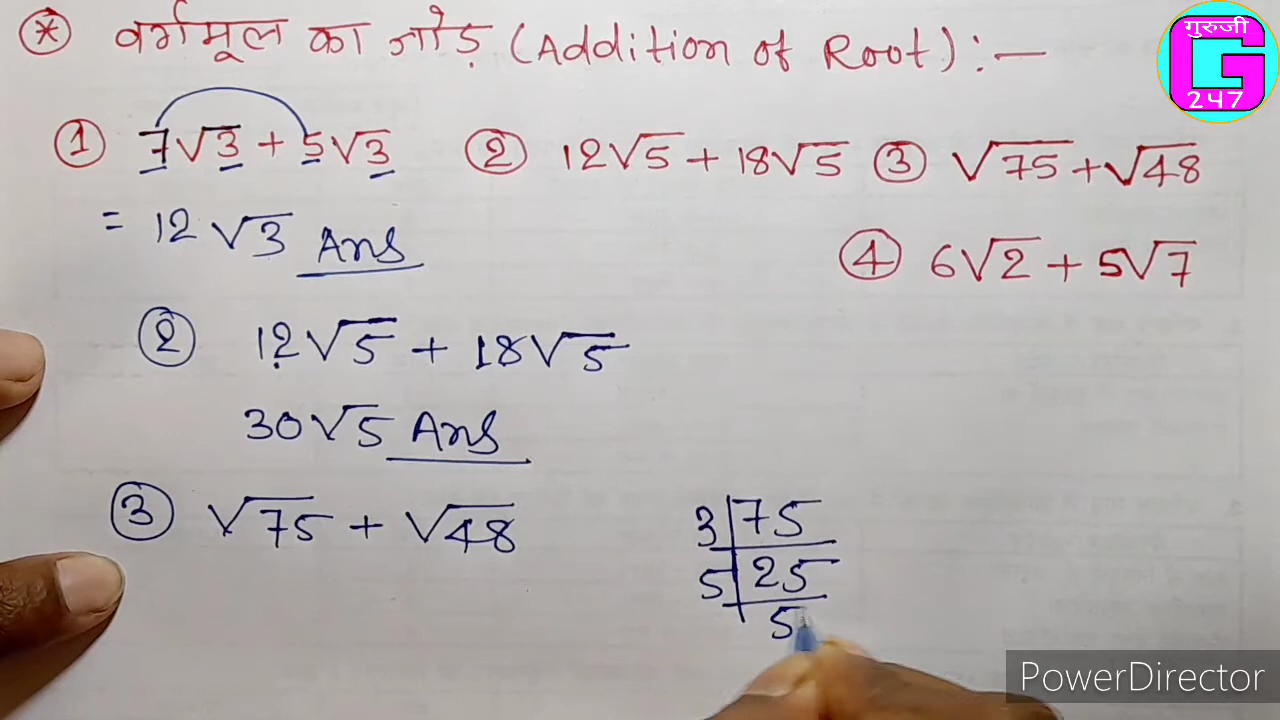 गुरुजी
G
247
* वर्गमूल का जोड़ (Addition of Root) : —
① 7√3 + 5√3 ② 12√5 + 18√5 ③ √75 + √48
= 12√3 Ans
④ 6√2 + 5√7
② 12√5 + 18√5
30√5 Ans
③ √75 + √48
3 | 75
5 | 25
5
PowerDirector